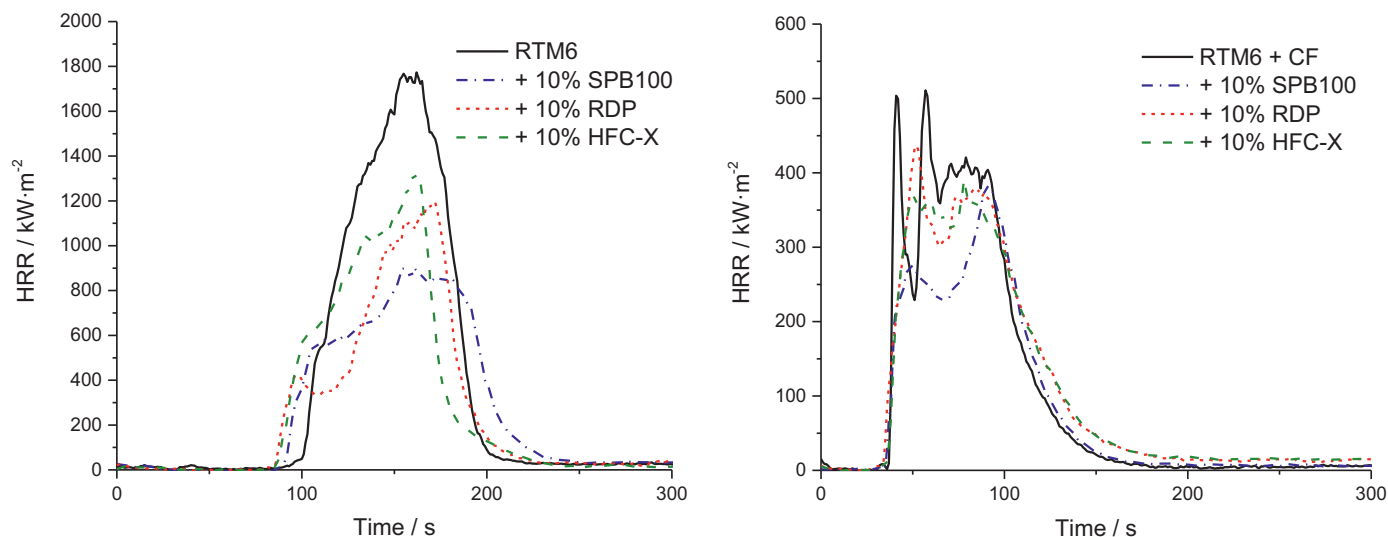 2000
1800
1600
1400
1200
1000
800
600
400
200
0
HRR / kW·m⁻²
RTM6
+ 10% SPB100
+ 10% RDP
+ 10% HFC-X
0 100 200 300
Time / s
600
500
400
300
200
100
0
HRR / kW·m⁻²
RTM6 + CF
+ 10% SPB100
+ 10% RDP
+ 10% HFC-X
0 100 200 300
Time / s